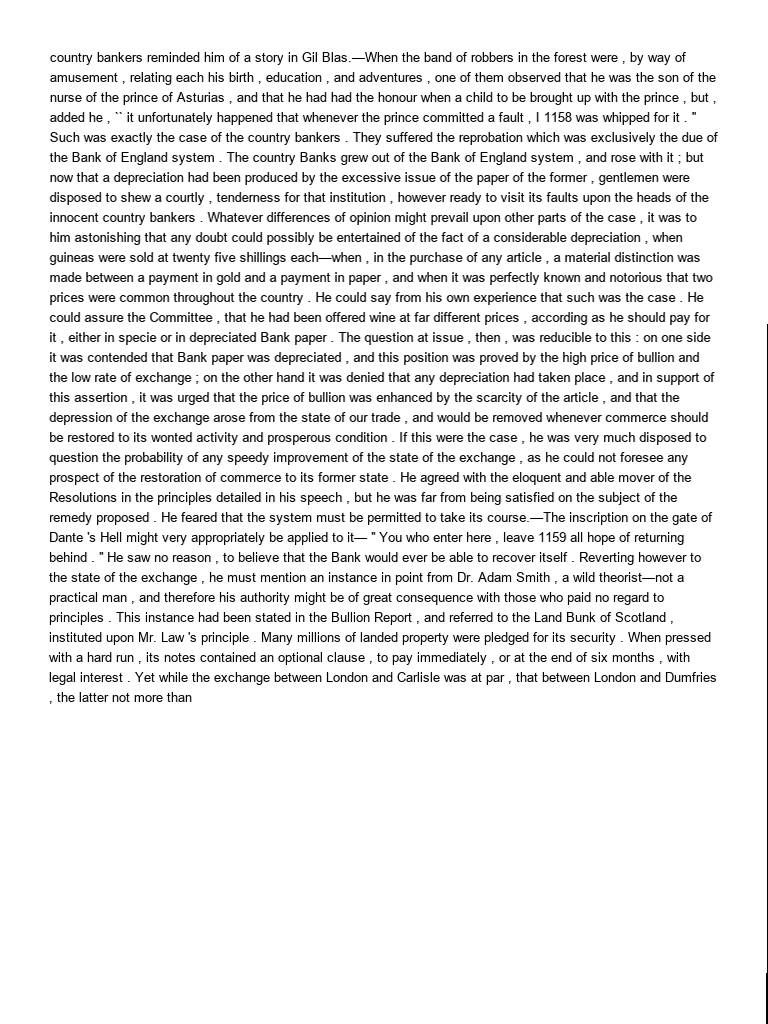 country bankers reminded him of a story in Gil Blas.—When the band of robbers in the forest were , by way of
amusement , relating each his birth , education , and adventures , one of them observed that he was the son of the
nurse of the prince of Asturias , and that he had had the honour when a child to be brought up with the prince , but ,
added he , `` it unfortunately happened that whenever the prince committed a fault , I 1158 was whipped for it . "
Such was exactly the case of the country bankers . They suffered the reprobation which was exclusively the due of
the Bank of England system . The country Banks grew out of the Bank of England system , and rose with it ; but
now that a depreciation had been produced by the excessive issue of the paper of the former , gentlemen were
disposed to shew a courtly , tenderness for that institution , however ready to visit its faults upon the heads of the
innocent country bankers . Whatever differences of opinion might prevail upon other parts of the case , it was to
him astonishing that any doubt could possibly be entertained of the fact of a considerable depreciation , when
guineas were sold at twenty five shillings each—when , in the purchase of any article , a material distinction was
made between a payment in gold and a payment in paper , and when it was perfectly known and notorious that two
prices were common throughout the country . He could say from his own experience that such was the case . He
could assure the Committee , that he had been offered wine at far different prices , according as he should pay for
it , either in specie or in depreciated Bank paper . The question at issue , then , was reducible to this : on one side
it was contended that Bank paper was depreciated , and this position was proved by the high price of bullion and
the low rate of exchange ; on the other hand it was denied that any depreciation had taken place , and in support of
this assertion , it was urged that the price of bullion was enhanced by the scarcity of the article , and that the
depression of the exchange arose from the state of our trade , and would be removed whenever commerce should
be restored to its wonted activity and prosperous condition . If this were the case , he was very much disposed to
question the probability of any speedy improvement of the state of the exchange , as he could not foresee any
prospect of the restoration of commerce to its former state . He agreed with the eloquent and able mover of the
Resolutions in the principles detailed in his speech , but he was far from being satisfied on the subject of the
remedy proposed . He feared that the system must be permitted to take its course.—The inscription on the gate of
Dante 's Hell might very appropriately be applied to it— " You who enter here , leave 1159 all hope of returning
behind . " He saw no reason , to believe that the Bank would ever be able to recover itself . Reverting however to
the state of the exchange , he must mention an instance in point from Dr. Adam Smith , a wild theorist—not a
practical man , and therefore his authority might be of great consequence with those who paid no regard to
principles . This instance had been stated in the Bullion Report , and referred to the Land Bunk of Scotland ,
instituted upon Mr. Law 's principle . Many millions of landed property were pledged for its security . When pressed
with a hard run , its notes contained an optional clause , to pay immediately , or at the end of six months , with
legal interest . Yet while the exchange between London and Carlisle was at par , that between London and Dumfries
, the latter not more than